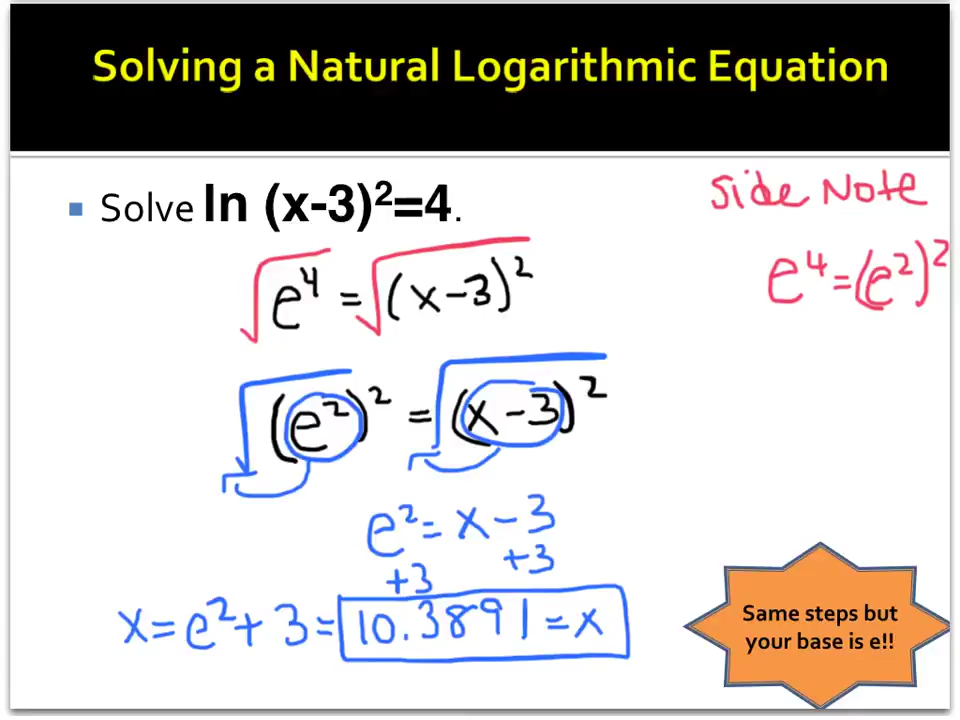 Solving a Natural Logarithmic Equation
Solve ln (x-3)²=4.
Side Note
√e⁴ = √(x-3)²
e⁴=(e²)²
√(e²)² = √(x-3)²
e²= x-3
+3 +3
x=e²+3= 10.3891=x
Same steps but
your base is e!!